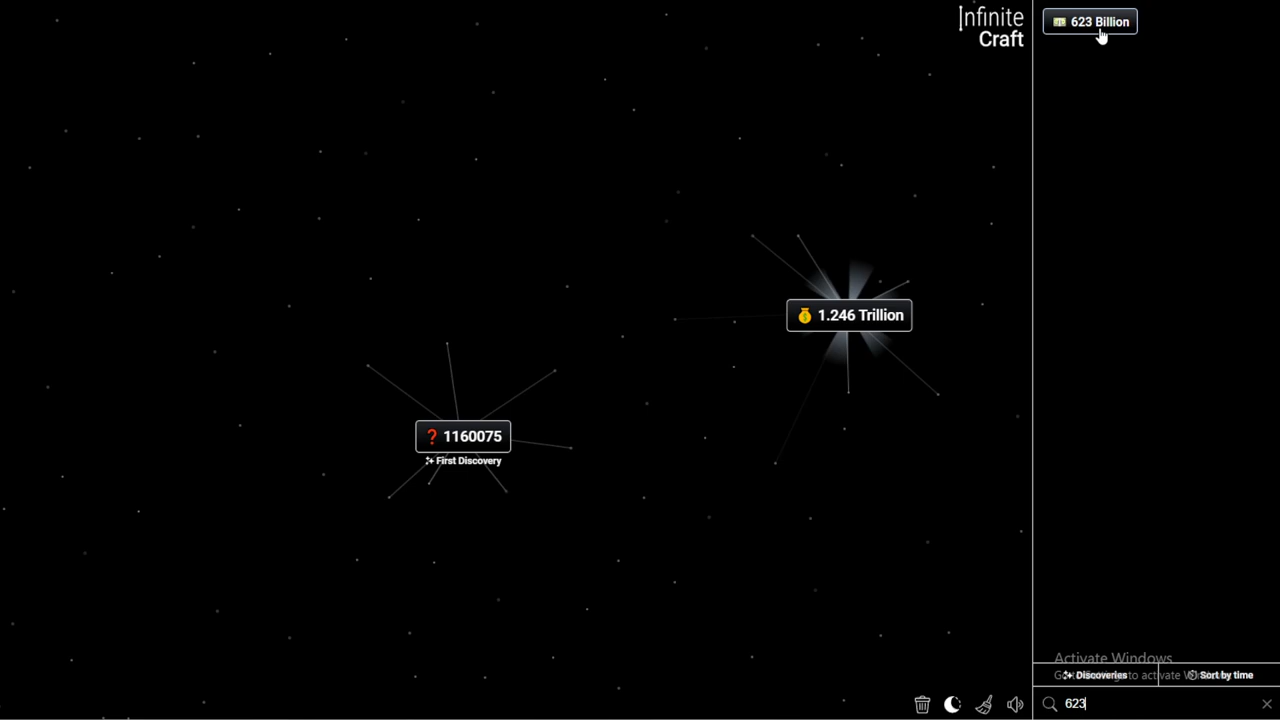 Infinite
Craft
623 Billion
1.246 Trillion
1160075
First Discovery
Activate Windows
Discoveries
Sort by time
623